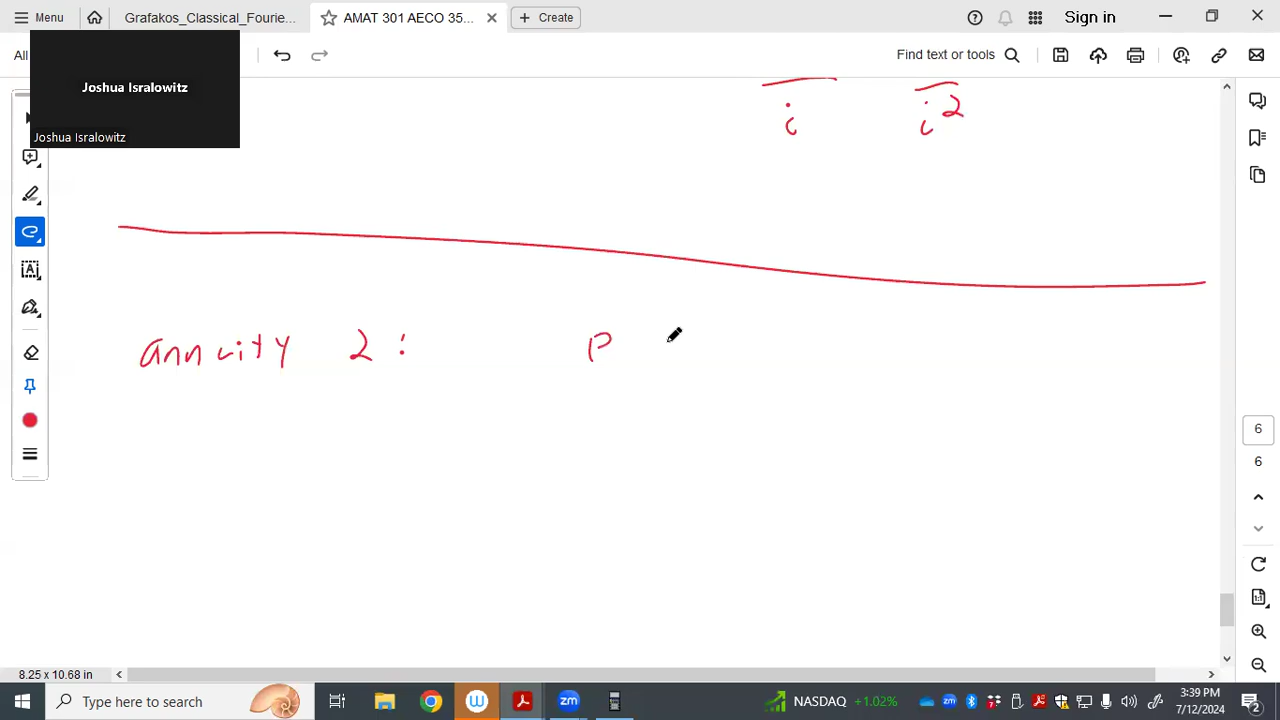 Menu
Grafakos_Classical_Fourie...
AMAT 301 AECO 35...
Create
Sign in
All
Find text or tools
Joshua Isralowitz
Joshua Isralowitz
i i2
annuity 2 : P
6
6
8.25 x 10.68 in
Type here to search
NASDAQ +1.02%
3:39 PM
7/12/2024
2